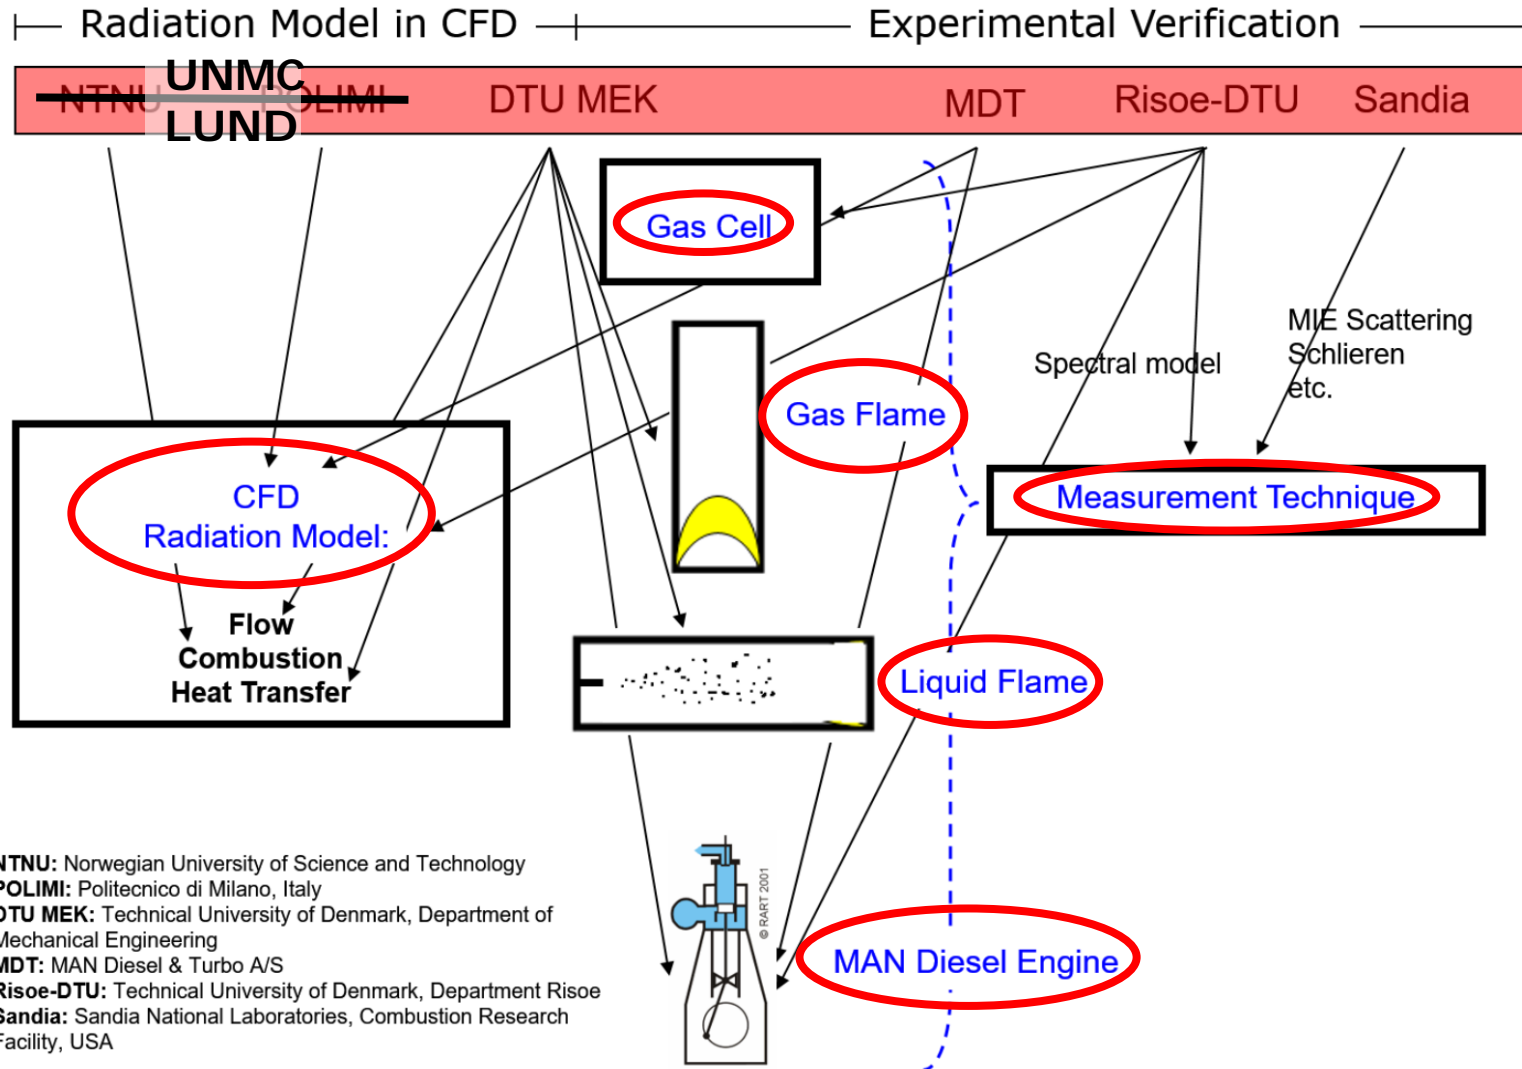 Radiation Model in CFD
Experimental Verification
UNMC
NTNU POLIMI DTU MEK MDT Risoe-DTU Sandia
LUND
Gas Cell
MIE Scattering
Schlieren
etc.
Spectral model
Gas Flame
CFD
Radiation Model:
Measurement Technique
Flow
Combustion
Heat Transfer
Liquid Flame
© RART 2001
MAN Diesel Engine
NTNU: Norwegian University of Science and Technology
POLIMI: Politecnico di Milano, Italy
DTU MEK: Technical University of Denmark, Department of
Mechanical Engineering
MDT: MAN Diesel & Turbo A/S
Risoe-DTU: Technical University of Denmark, Department Risoe
Sandia: Sandia National Laboratories, Combustion Research
Facility, USA